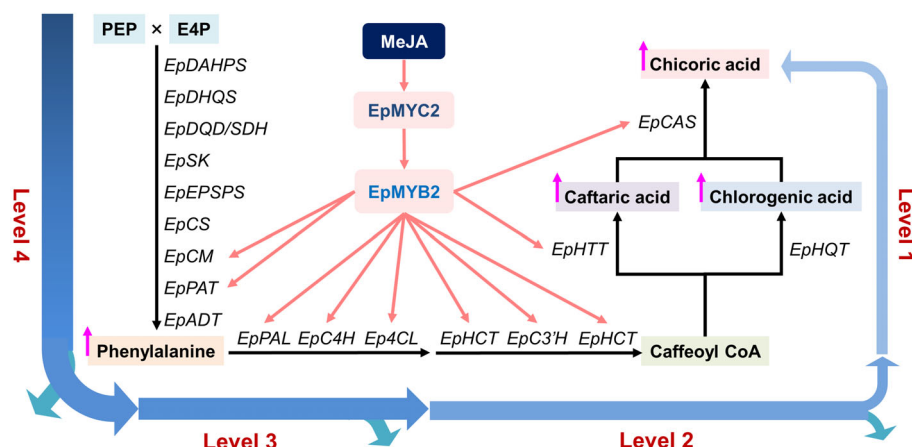 PEP × E4P
EpDAHPS
EpDHQS
EpDQD/SDH
EpSK
EpEPSPS
EpCS
EpCM
EpPAT
EpADT
Phenylalanine
MeJA
EpMYC2
EpMYB2
EpPAL EpC4H Ep4CL EpHCT EpC3'H EpHCT
Caffeoyl CoA
EpHTT
EpHQT
Caftaric acid
Chlorogenic acid
EpCAS
Chicoric acid
Level 4
Level 3
Level 2
Level 1